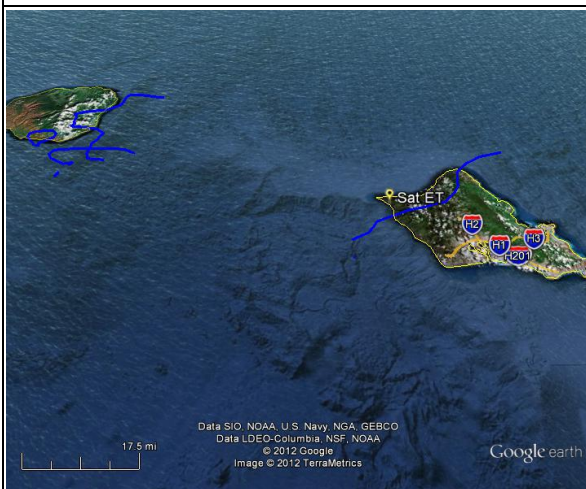 Sat ET
H2
H1
H3
H201
Data SIO, NOAA, U.S. Navy, NGA, GEBCO
Data LDEO-Columbia, NSF, NOAA
© 2012 Google
Image © 2012 TerraMetrics
17.5 mi
Google earth